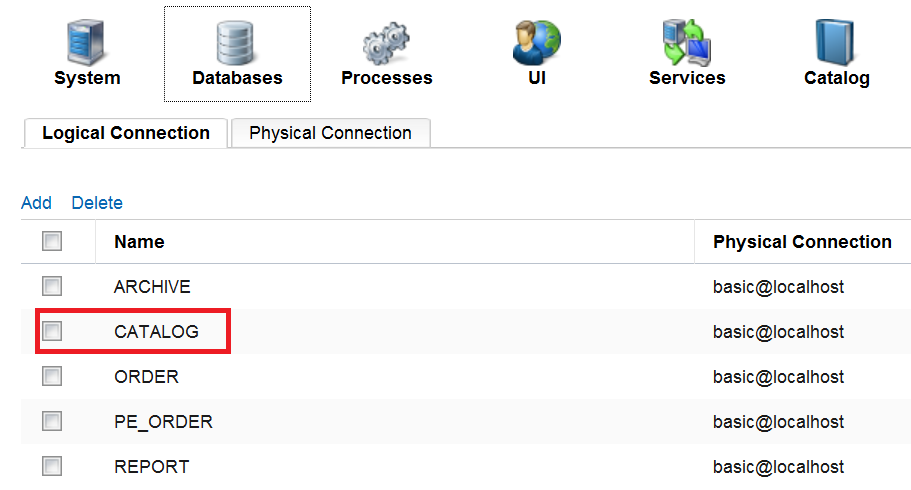 System Databases Processes UI Services Catalog
Logical Connection Physical Connection
Add Delete
Name Physical Connection
ARCHIVE basic@localhost
CATALOG basic@localhost
ORDER basic@localhost
PE_ORDER basic@localhost
REPORT basic@localhost